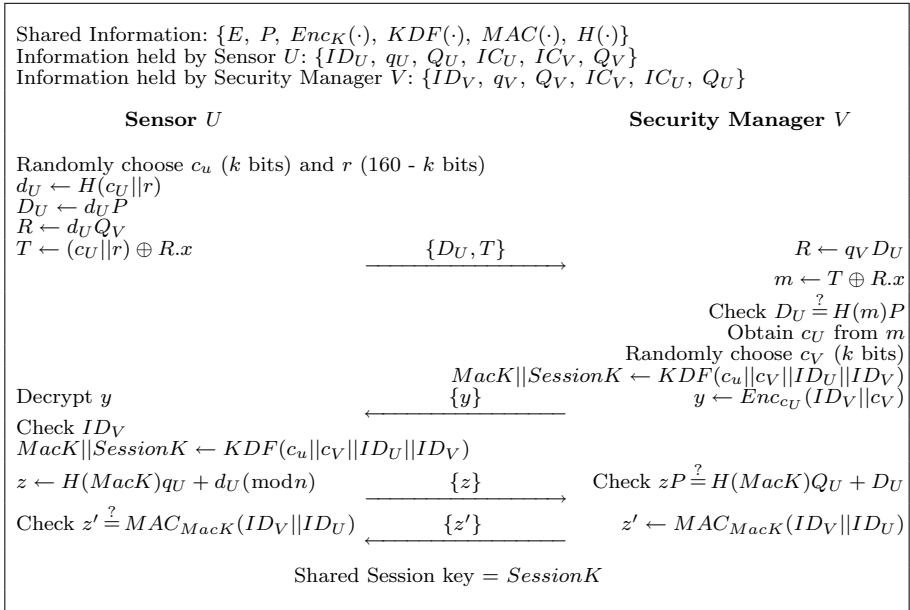 Shared Information: {E, P, Enc_K(·), KDF(·), MAC(·), H(·)}
Information held by Sensor U: {ID_U, q_U, Q_U, IC_U, IC_V, Q_V}
Information held by Security Manager V: {ID_V, q_V, Q_V, IC_V, IC_U, Q_U}
Sensor U Security Manager V
Randomly choose c_u (k bits) and r (160 - k bits)
d_U ← H(c_U||r)
D_U ← d_U P
R ← d_U Q_V
T ← (c_U||r) ⊕ R.x {D_U, T} R ← q_V D_U
m ← T ⊕ R.x
Check D_U ≟ H(m)P
Obtain c_U from m
Randomly choose c_V (k bits)
MacK||SessionK ← KDF(c_u||c_V||ID_U||ID_V)
Decrypt y {y} y ← Enc_{c_U}(ID_V||c_V)
Check ID_V
MacK||SessionK ← KDF(c_u||c_V||ID_U||ID_V)
z ← H(MacK)q_U + d_U(mod n) {z} Check zP ≟ H(MacK)Q_U + D_U
Check z′ ≟ MAC_{MacK}(ID_V||ID_U) {z′} z′ ← MAC_{MacK}(ID_V||ID_U)
Shared Session key = SessionK